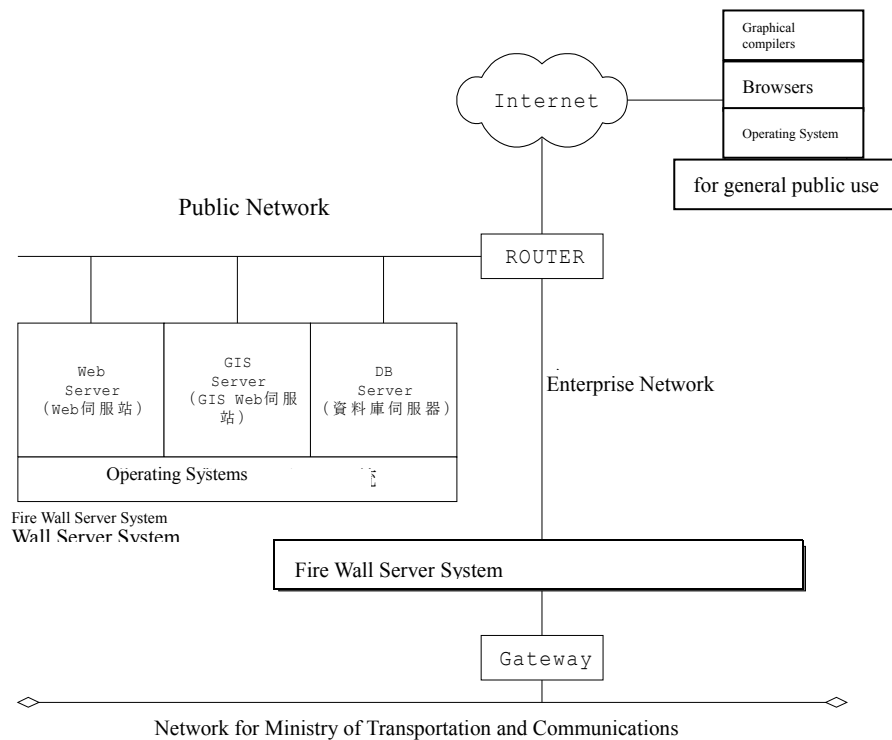 Graphical
compilers
Browsers
Operating System
for general public use
Internet
Public Network
ROUTER
Web
Server
(Web伺服站)
GIS
Server
(GIS Web伺服
站)
DB
Server
(資料庫伺服器)
Enterprise Network
Operating Systems
Fire Wall Server System
Wall Server System
Fire Wall Server System
Gateway
Network for Ministry of Transportation and Communications